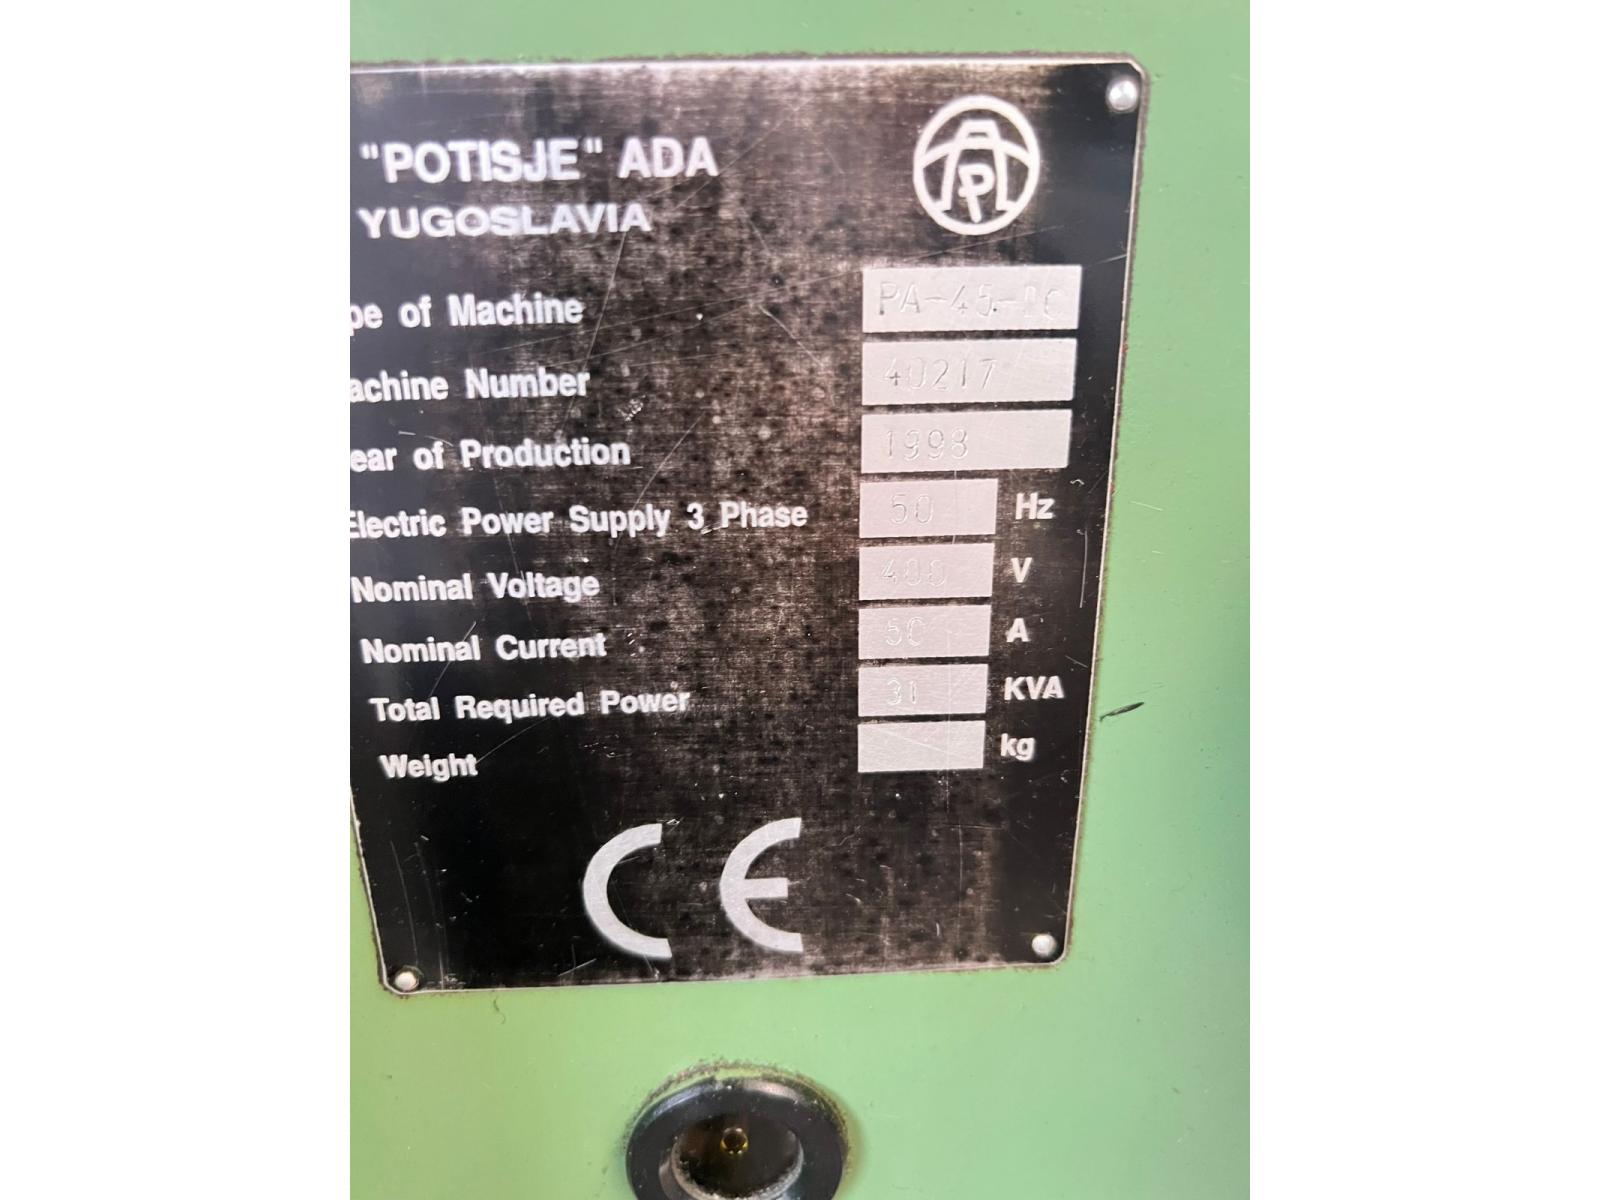 "POTISJE" ADA
YUGOSLAVIA
pe of Machine PA-45-
achine Number 40217
ear of Production 1998
Electric Power Supply 3 Phase 50 Hz
Nominal Voltage 400 V
Nominal Current 50 A
Total Required Power 31 KVA
Weight kg
CE